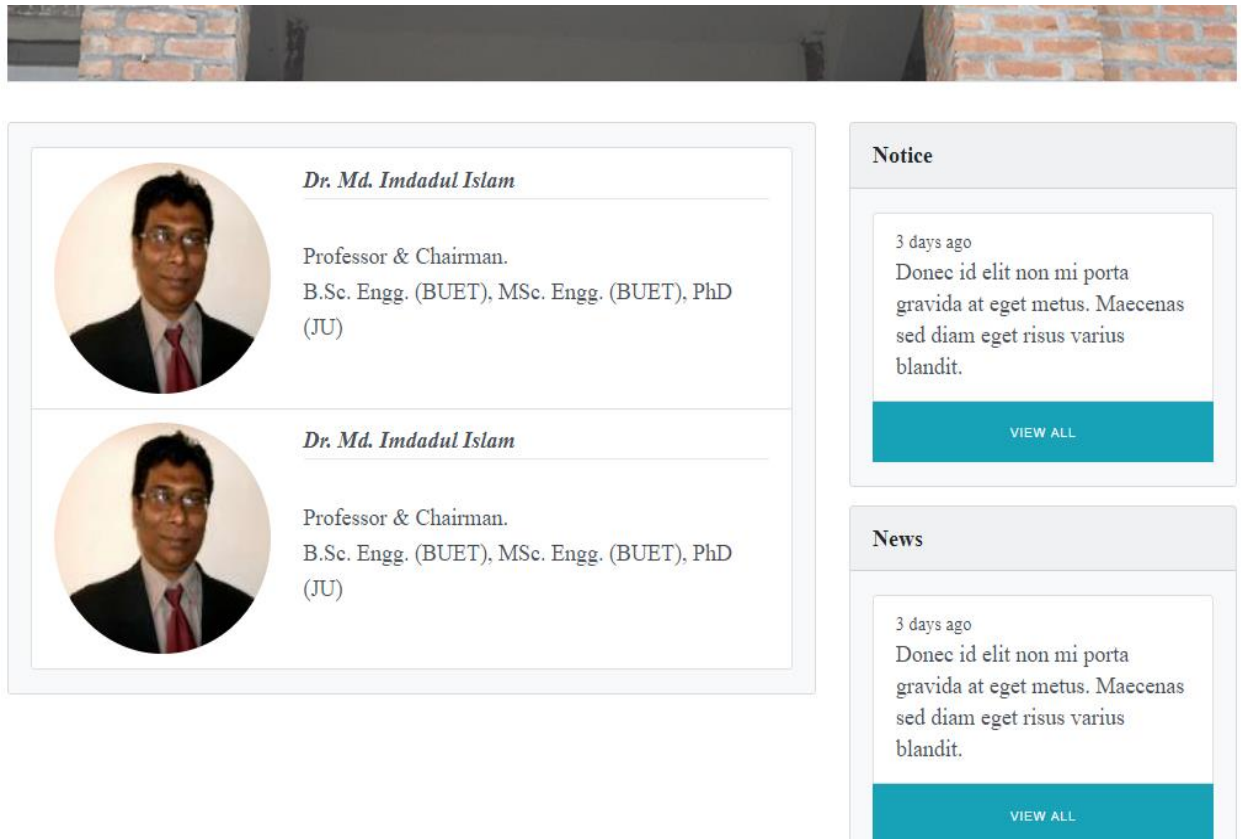 Dr. Md. Imdadul Islam
Professor & Chairman.
B.Sc. Engg. (BUET), MSc. Engg. (BUET), PhD
(JU)
Dr. Md. Imdadul Islam
Professor & Chairman.
B.Sc. Engg. (BUET), MSc. Engg. (BUET), PhD
(JU)
Notice
3 days ago
Donec id elit non mi porta
gravida at eget metus. Maecenas
sed diam eget risus varius
blandit.
VIEW ALL
News
3 days ago
Donec id elit non mi porta
gravida at eget metus. Maecenas
sed diam eget risus varius
blandit.
VIEW ALL